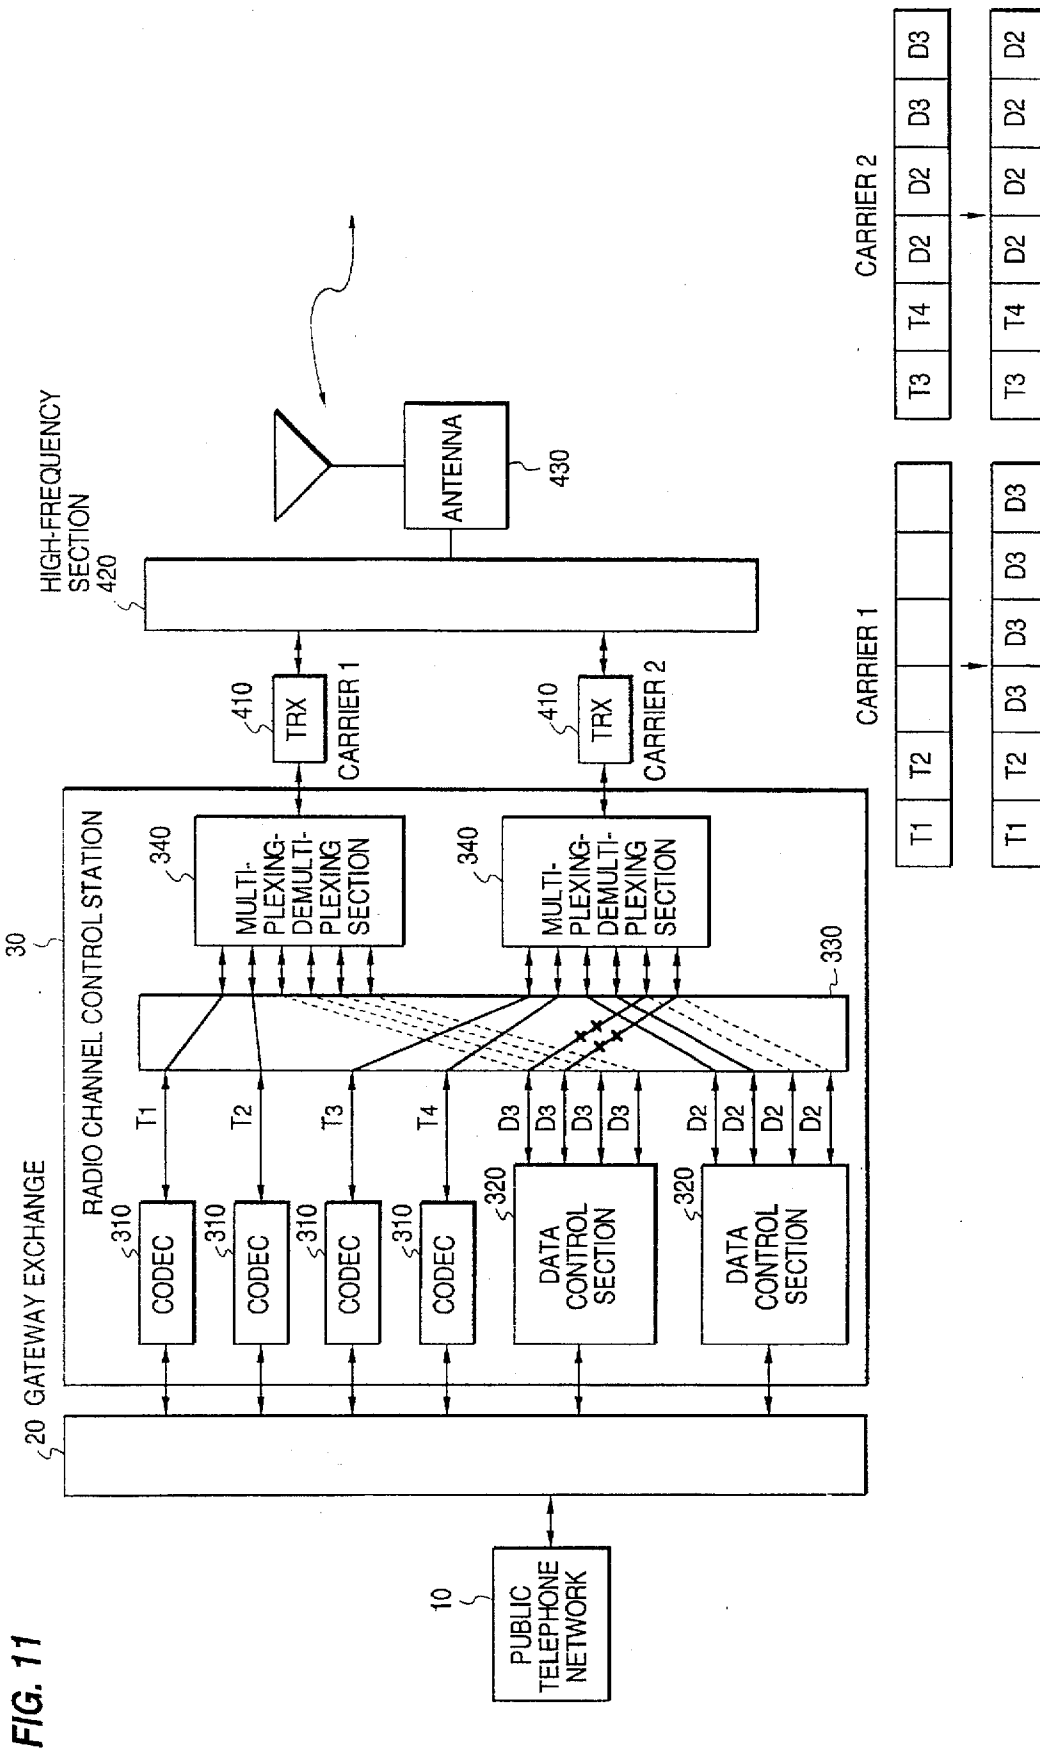 FIG. 11
10
PUBLIC
TELEPHONE
NETWORK
20 GATEWAY EXCHANGE
30
RADIO CHANNEL CONTROL STATION
310
CODEC
T1
310
CODEC
T2
310
CODEC
T3
310
CODEC
T4
320
DATA
CONTROL
SECTION
D3
D3
D3
D3
320
DATA
CONTROL
SECTION
D2
D2
D2
D2
330
340
MULTI-
PLEXING-
DEMULTI-
PLEXING
SECTION
340
MULTI-
PLEXING-
DEMULTI-
PLEXING
SECTION
410
TRX
CARRIER 1
410
TRX
CARRIER 2
HIGH-FREQUENCY
SECTION
420
ANTENNA
430
CARRIER 1
T1 T2
T1 T2 D3 D3 D3 D3
CARRIER 2
T3 T4 D2 D2 D3 D3
T3 T4 D2 D2 D2 D2